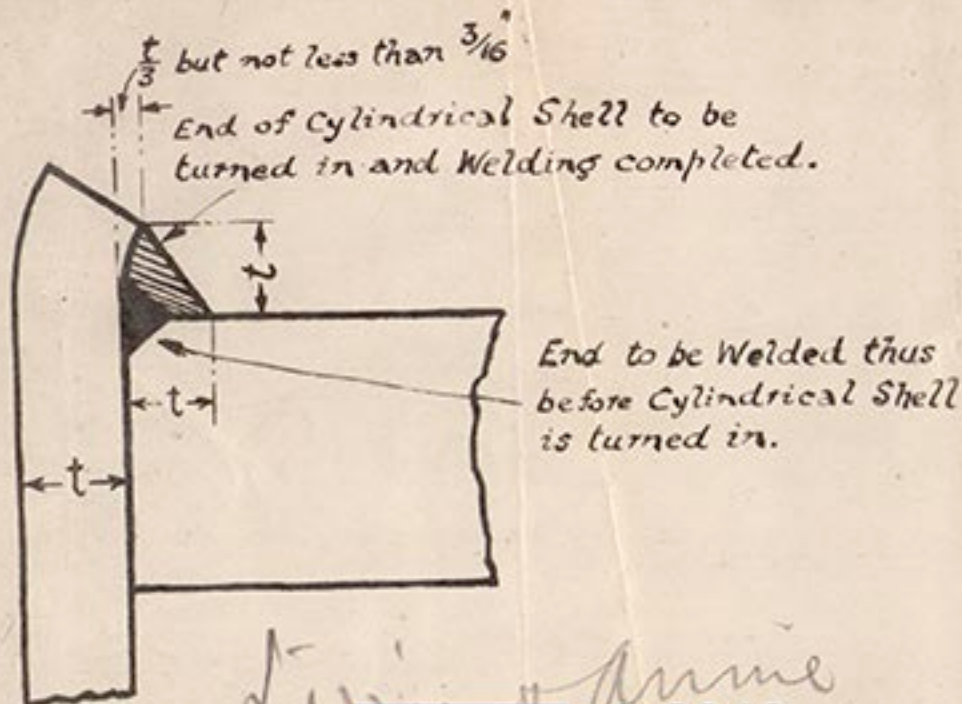 t/3 but not less than 3/16"
End of Cylindrical Shell to be
turned in and Welding completed.
t
End to be Welded thus
before Cylindrical Shell
is turned in.
t
t
& Annie